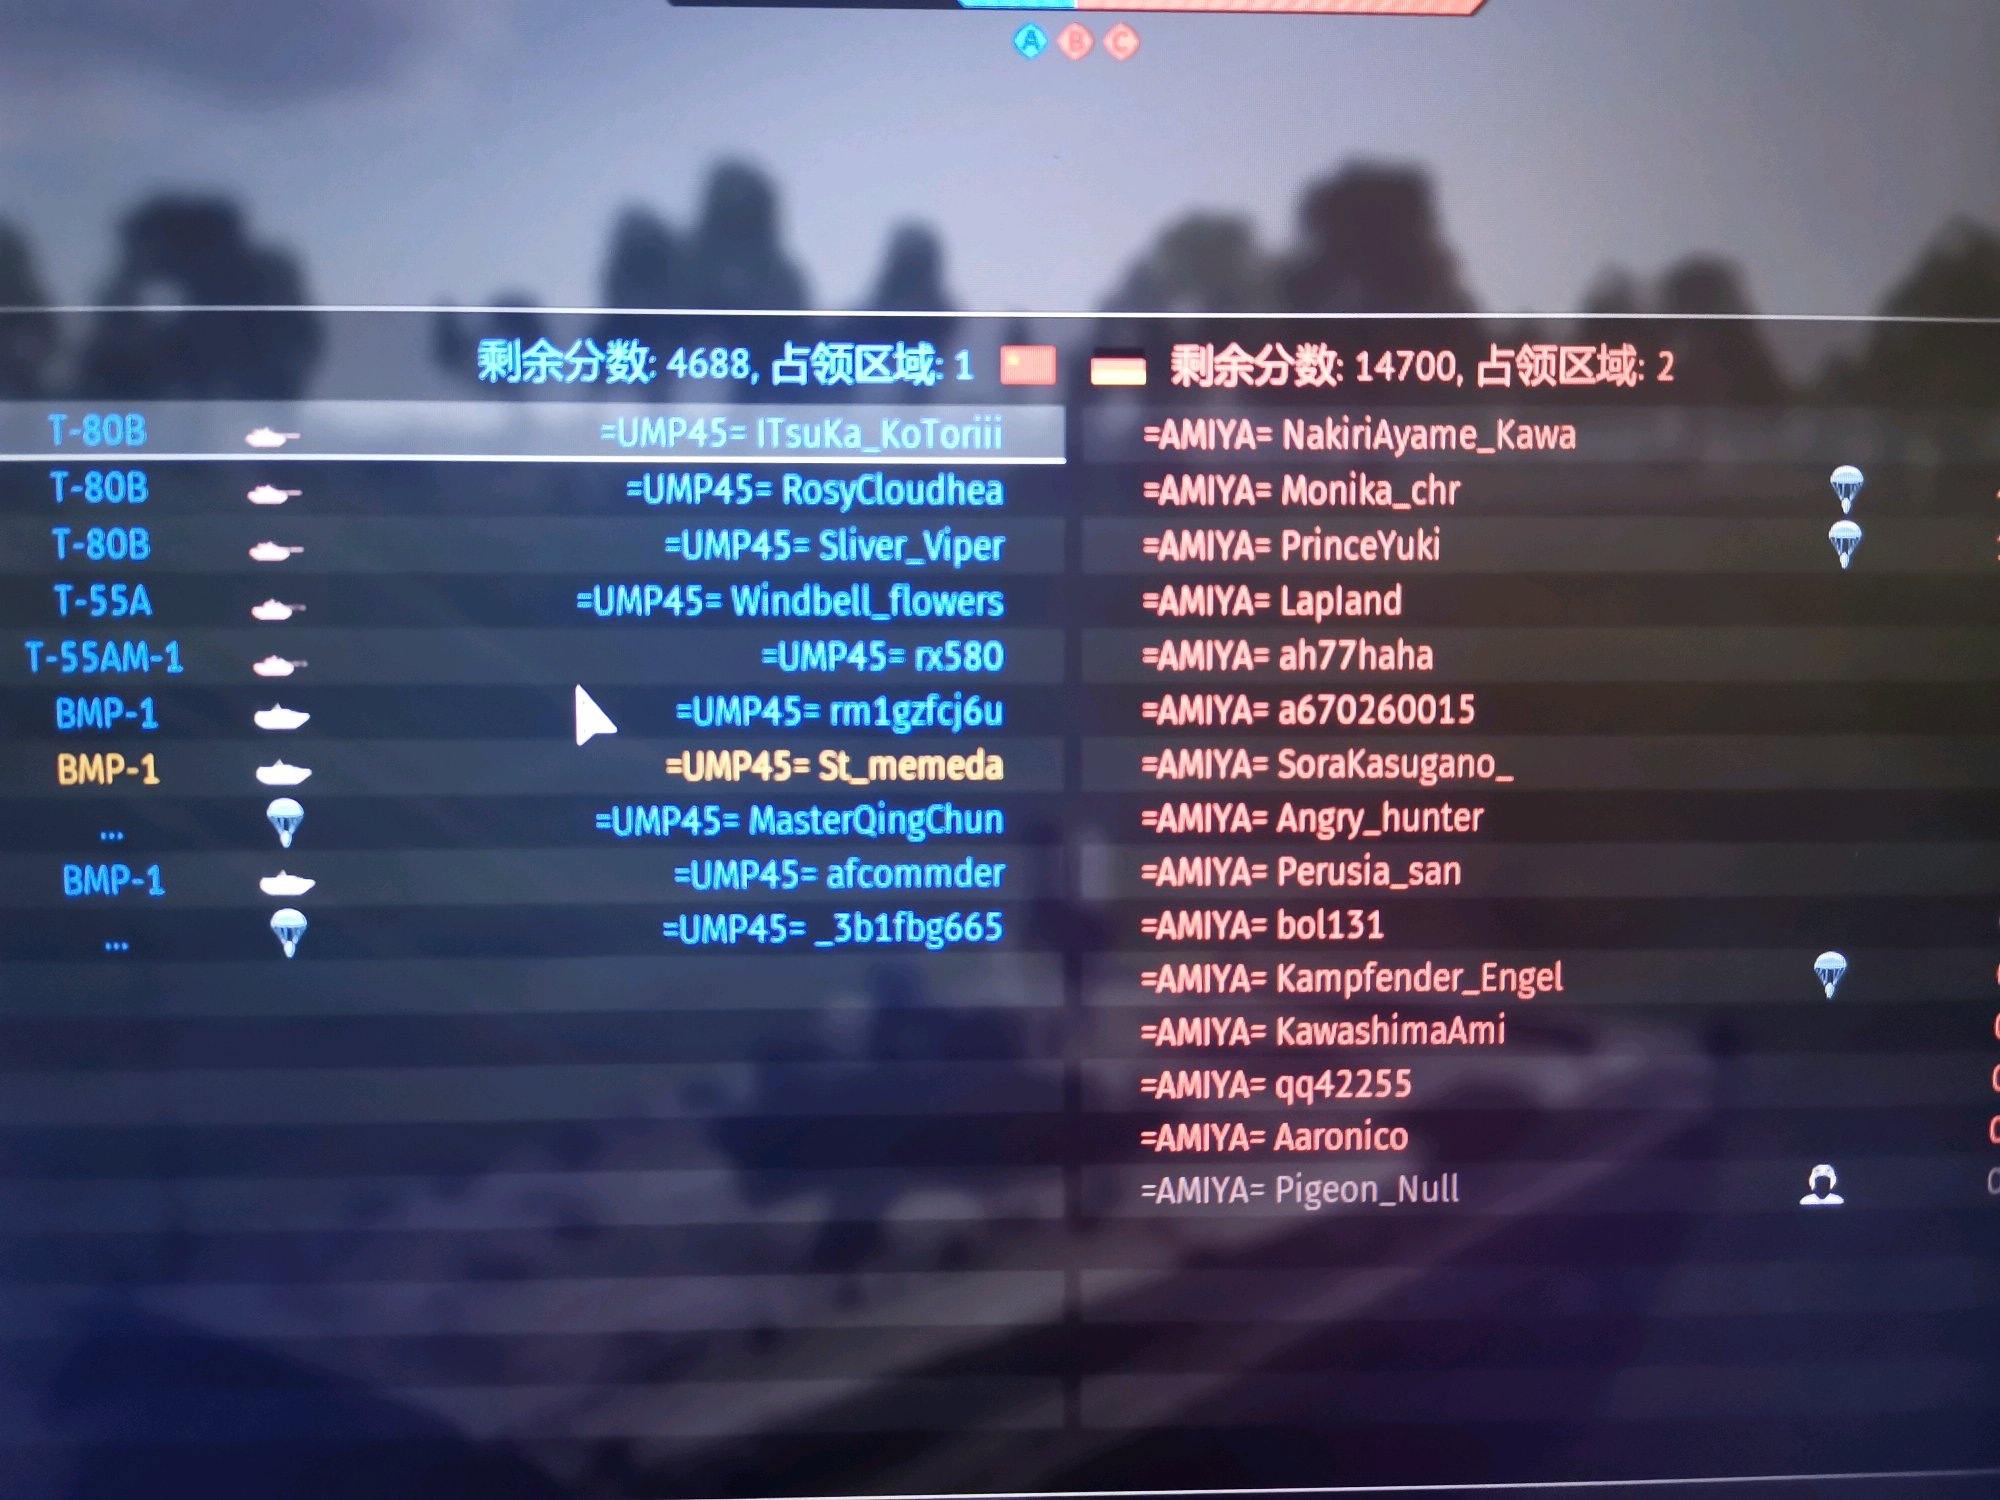 A B C
剩余分数: 4688, 占领区域: 1 剩余分数: 14700, 占领区域: 2
T-80B =UMP45= ITsuKa_KoToriii =AMIYA= NakiriAyame_Kawa
T-80B =UMP45= RosyCloudhea =AMIYA= Monika_chr
T-80B =UMP45= Sliver_Viper =AMIYA= PrinceYuki
T-55A =UMP45= Windbell_flowers =AMIYA= Lapland
T-55AM-1 =UMP45= rx580 =AMIYA= ah77haha
BMP-1 =UMP45= rm1gzfcj6u =AMIYA= a670260015
BMP-1 =UMP45= St_memeda =AMIYA= SoraKasugano_
... =UMP45= MasterQingChun =AMIYA= Angry_hunter
BMP-1 =UMP45= afcommder =AMIYA= Perusia_san
... =UMP45= _3b1fbg665 =AMIYA= bol131
=AMIYA= Kampfender_Engel
=AMIYA= KawashimaAmi
=AMIYA= qq42255
=AMIYA= Aaronico
=AMIYA= Pigeon_Null